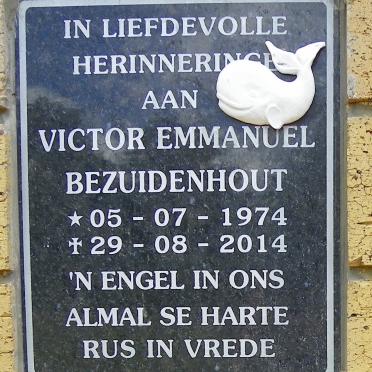 IN LIEFDEVOLLE
HERINNERING
AAN
VICTOR EMMANUEL
BEZUIDENHOUT
★ 05 - 07 - 1974
✝ 29 - 08 - 2014
'N ENGEL IN ONS
ALMAL SE HARTE
RUS IN VREDE